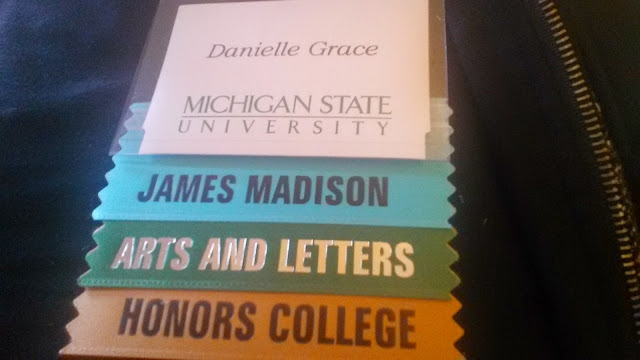 Danielle Grace
MICHIGAN STATE
UNIVERSITY
JAMES MADISON
ARTS AND LETTERS
HONORS COLLEGE